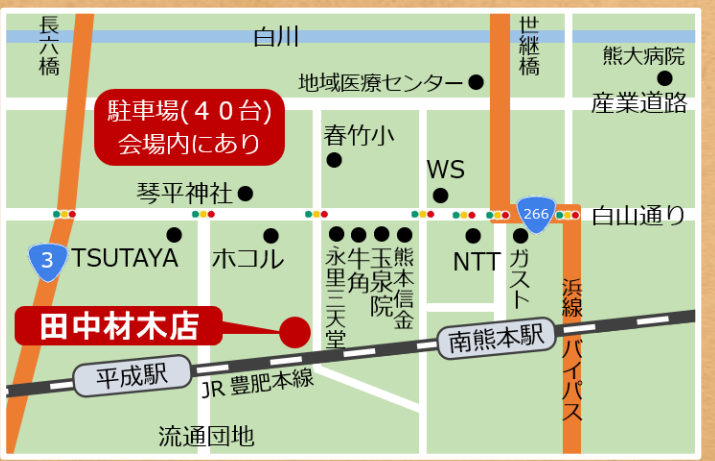 長六橋
白川
世継橋
熊大病院
地域医療センター
産業道路
駐車場(４０台)
会場内にあり
春竹小
WS
琴平神社
266
白山通り
3
TSUTAYA
ホコル
永里三天堂
牛角
玉泉院
熊本信金
NTT
ガスト
浜線バイパス
田中材木店
南熊本駅
平成駅
JR 豊肥本線
流通団地